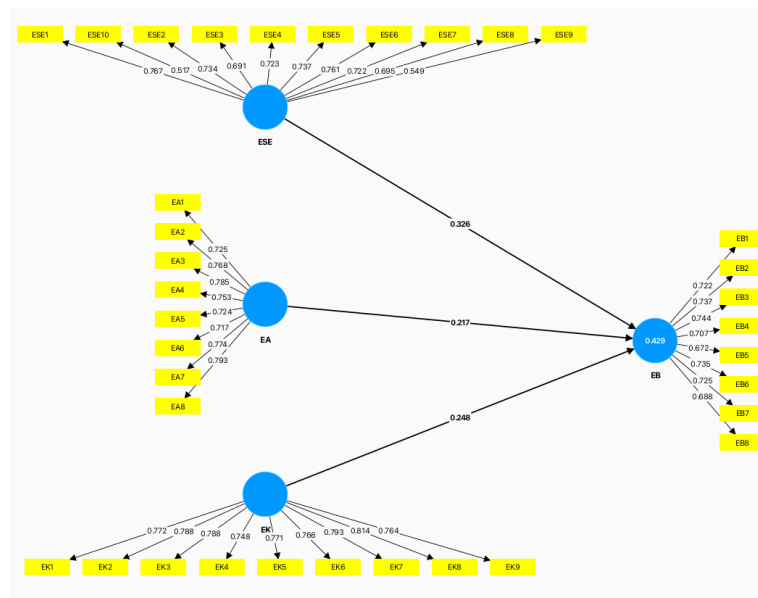 ESE1 ESE10 ESE2 ESE3 ESE4 ESE5 ESE6 ESE7 ESE8 ESE9
0.767 0.517 0.734 0.691 0.723 0.737 0.761 0.722 0.695 0.549
ESE
0.326
EA1
EA2
EA3
EA4
EA5
EA6
EA7
EA8
0.725
0.768
0.785
0.753
0.724
0.717
0.774
0.793
EA
0.217
0.248
0.429
EB
0.722
0.737
0.744
0.707
0.672
0.735
0.725
0.688
EB1
EB2
EB3
EB4
EB5
EB6
EB7
EB8
EK
0.772 0.788 0.788 0.748 0.771 0.766 0.793 0.814 0.764
EK1 EK2 EK3 EK4 EK5 EK6 EK7 EK8 EK9